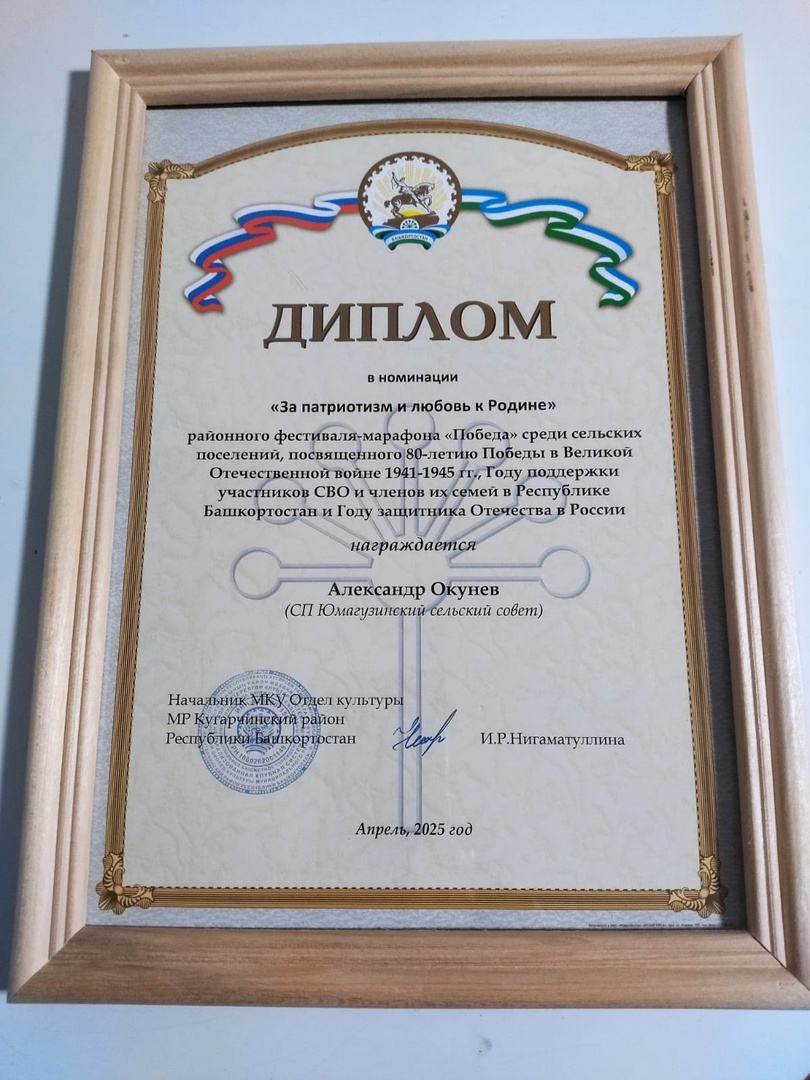 БАШКОРТОСТАН
ДИПЛОМ
в номинации
«За патриотизм и любовь к Родине»
районного фестиваля-марафона «Победа» среди сельских
поселений, посвященного 80-летию Победы в Великой
Отечественной войне 1941-1945 гг., Году поддержки
участников СВО и членов их семей в Республике
Башкортостан и Году защитника Отечества в России
награждается
Александр Окунев
(СП Юмагузинский сельский совет)
Начальник МКУ Отдел культуры
МР Кугарчинский район
Республики Башкортостан И.Р.Нигаматуллина
Апрель, 2025 год